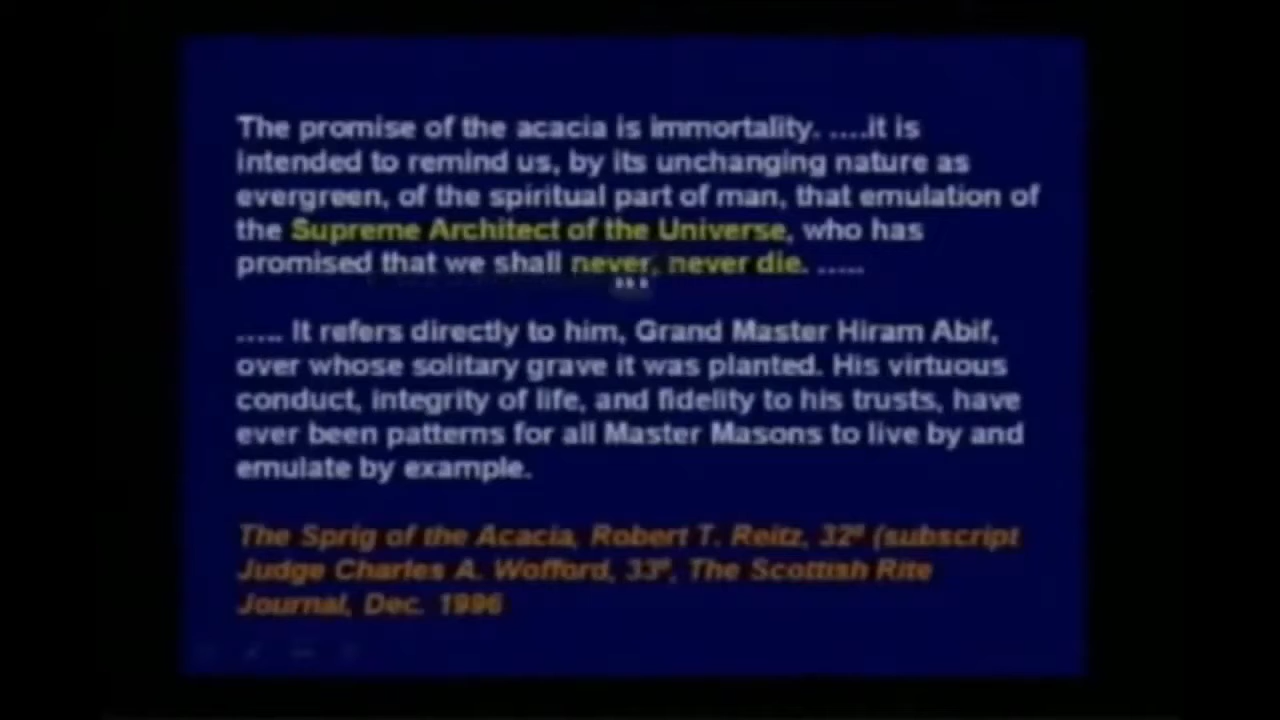 The promise of the acacia is immortality. .....it is
intended to remind us, by its unchanging nature as
evergreen, of the spiritual part of man, that emulation of
the Supreme Architect of the Universe, who has
promised that we shall never, never die. .....
..... It refers directly to him, Grand Master Hiram Abif,
over whose solitary grave it was planted. His virtuous
conduct, integrity of life, and fidelity to his trusts, have
ever been patterns for all Master Masons to live by and
emulate by example.
The Sprig of the Acacia, Robert T. Reitz, 32º (subscript
Judge Charles A. Wofford, 33º, The Scottish Rite
Journal, Dec. 1996